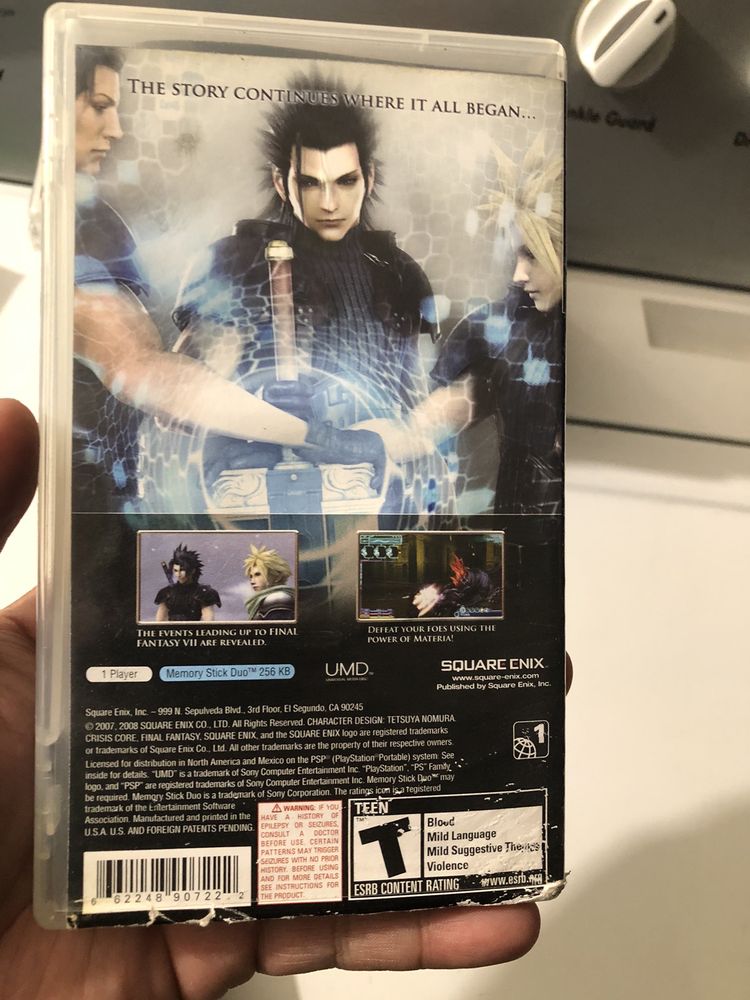 THE STORY CONTINUES WHERE IT ALL BEGAN...
THE EVENTS LEADING UP TO FINAL
FANTASY VII ARE REVEALED.
DEFEAT YOUR FOES USING THE
POWER OF MATERIA!
1 Player
Memory Stick Duo™ 256 KB
UMD™
SQUARE ENIX
www.square-enix.com
Published by Square Enix, Inc.
Square Enix, Inc. – 999 N. Sepulveda Blvd., 3rd Floor, El Segundo, CA 90245
© 2007, 2008 SQUARE ENIX CO., LTD. All Rights Reserved. CHARACTER DESIGN: TETSUYA NOMURA
CRISIS CORE, FINAL FANTASY, SQUARE ENIX, and the SQUARE ENIX logo are registered trademarks
or trademarks of Square Enix Co., Ltd. All other trademarks are the property of their respective owners.
Licensed for distribution in North America and Mexico on the PSP® (PlayStation®Portable) system. See
inside for details. "UMD" is a trademark of Sony Computer Entertainment Inc. "PlayStation", "PS" Family
logo, and "PSP" are registered trademarks of Sony Computer Entertainment Inc. Memory Stick Duo™ may
be required. Memory Stick Duo is a trademark of Sony Corporation. The ratings icon is a registered
trademark of the Entertainment Software
Association. Manufactured and printed in the
U.S.A. U.S. AND FOREIGN PATENTS PENDING.
1
WARNING: IF YOU
HAVE A HISTORY OF
EPILEPSY OR SEIZURES,
CONSULT A DOCTOR
BEFORE USE. CERTAIN
PATTERNS MAY TRIGGER
SEIZURES WITH NO PRIOR
HISTORY. BEFORE USING
AND FOR MORE DETAILS
SEE INSTRUCTIONS FOR
THE PRODUCT.
TEEN
T
Blood
Mild Language
Mild Suggestive Themes
Violence
ESRB CONTENT RATING www.esrb.org
6 62248 90722 2